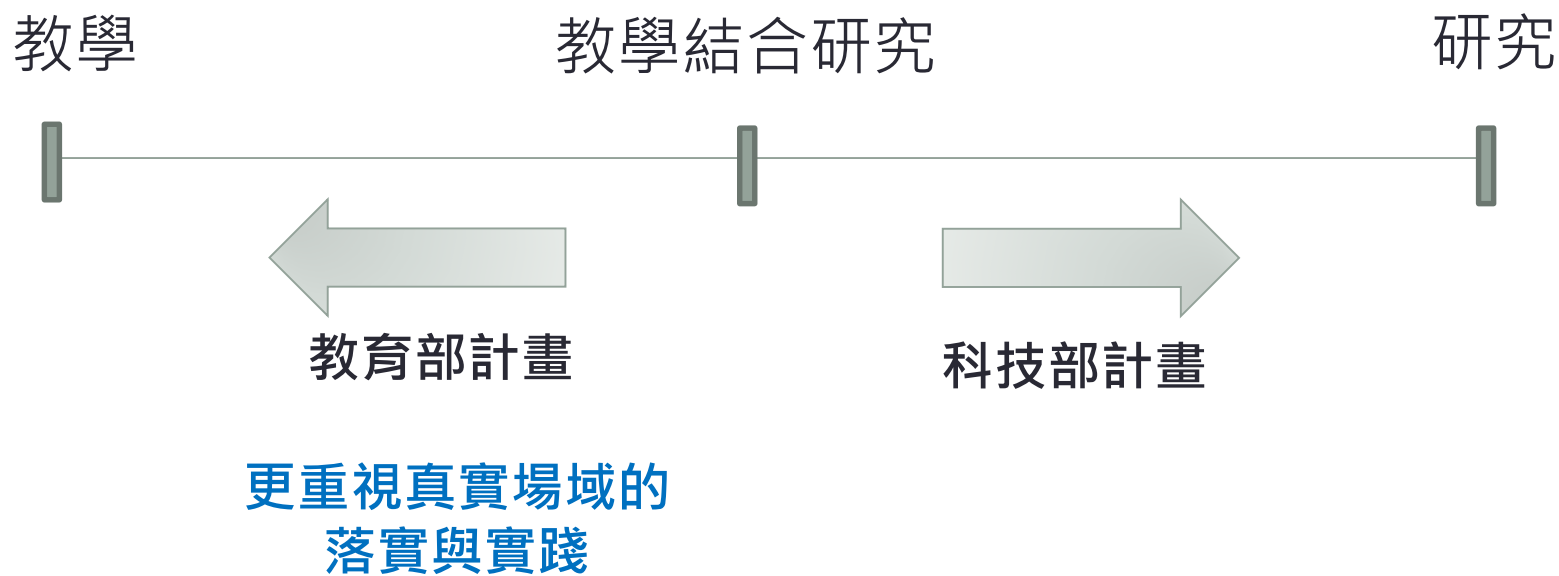 教學
教學結合研究
研究
教育部計畫
科技部計畫
更重視真實場域的
落實與實踐